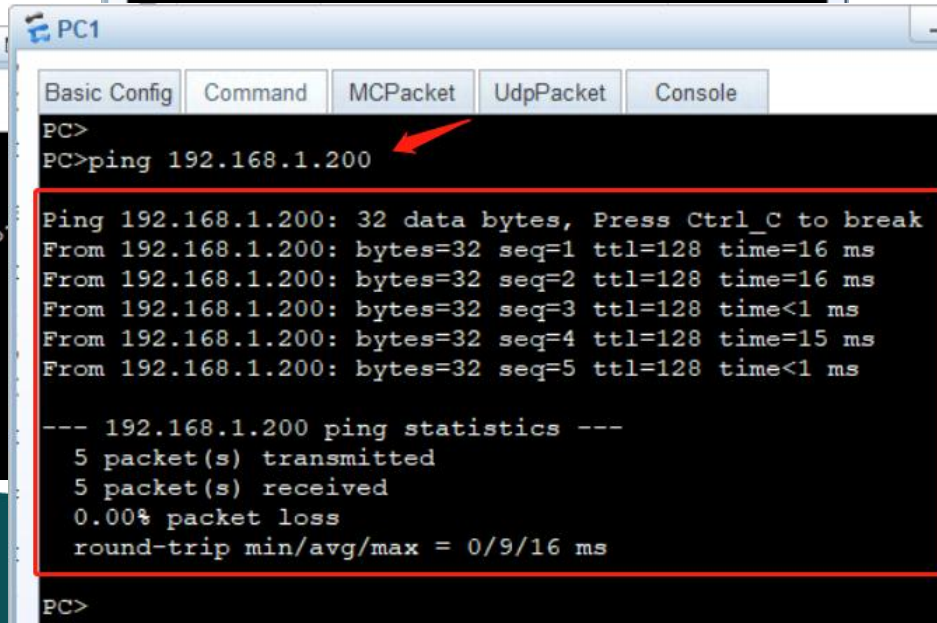 PC1
Basic Config Command MCPacket UdpPacket Console
PC>
PC>ping 192.168.1.200
Ping 192.168.1.200: 32 data bytes, Press Ctrl_C to break
From 192.168.1.200: bytes=32 seq=1 ttl=128 time=16 ms
From 192.168.1.200: bytes=32 seq=2 ttl=128 time=16 ms
From 192.168.1.200: bytes=32 seq=3 ttl=128 time<1 ms
From 192.168.1.200: bytes=32 seq=4 ttl=128 time=15 ms
From 192.168.1.200: bytes=32 seq=5 ttl=128 time<1 ms
--- 192.168.1.200 ping statistics ---
5 packet(s) transmitted
5 packet(s) received
0.00% packet loss
round-trip min/avg/max = 0/9/16 ms
PC>